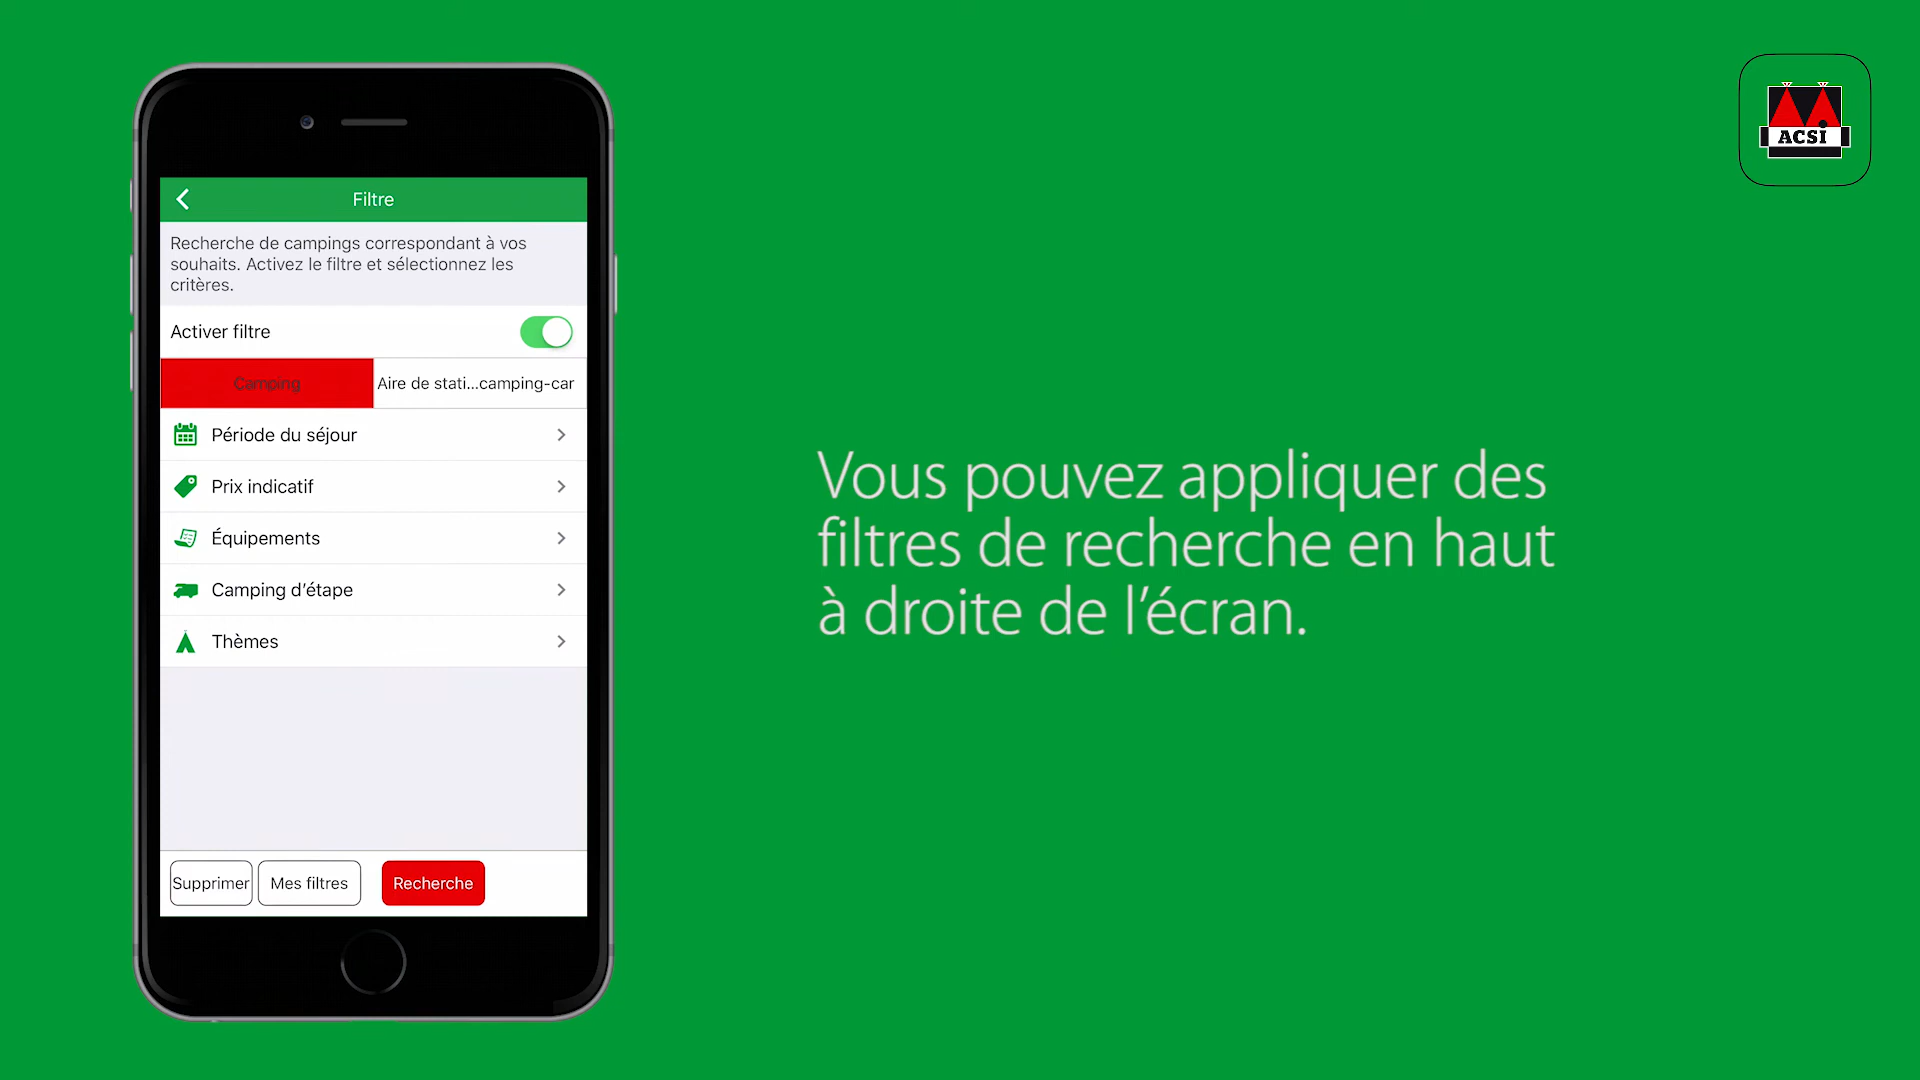 Filtre
Recherche de campings correspondant à vos
souhaits. Activez le filtre et sélectionnez les
critères.
Activer filtre
Camping
Aire de stati...camping-car
Période du séjour
Prix indicatif
Équipements
Camping d’étape
Thèmes
Supprimer
Mes filtres
Recherche
Vous pouvez appliquer des
filtres de recherche en haut
à droite de l’écran.
ACSI